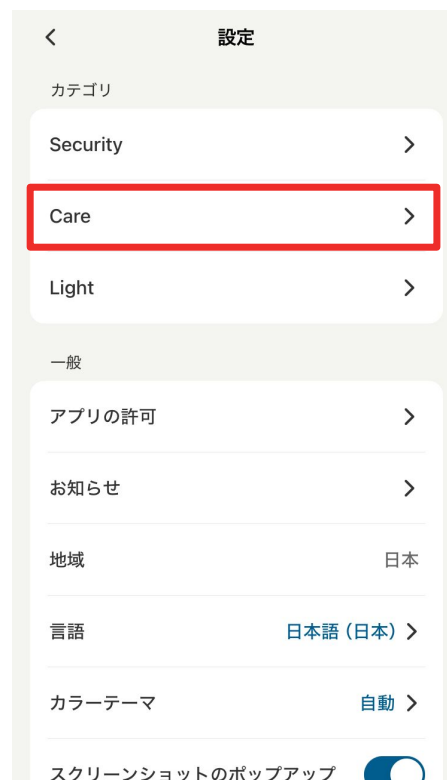 設定
カテゴリ
Security
Care
Light
一般
アプリの許可
お知らせ
地域 日本
言語 日本語 (日本)
カラーテーマ 自動
スクリーンショットのポップアップ